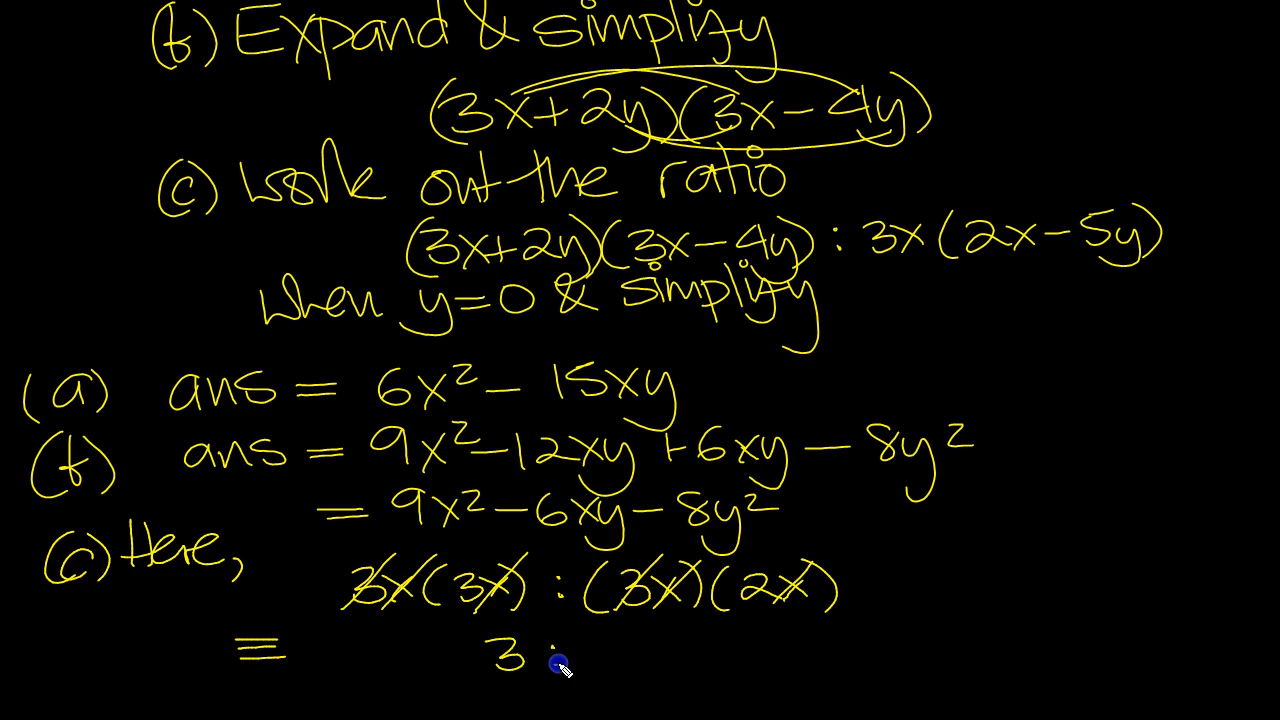 (b) Expand & simplify
(3x+2y)(3x-4y)
(c) Work out the ratio
(3x+2y)(3x-4y) : 3x(2x-5y)
when y=0 & simplify
(a) ans = 6x² - 15xy
(b) ans = 9x² - 12xy + 6xy - 8y²
= 9x² - 6xy - 8y²
(c) Here,
3x(3x) : (3x)(2x)
≡ 3 :